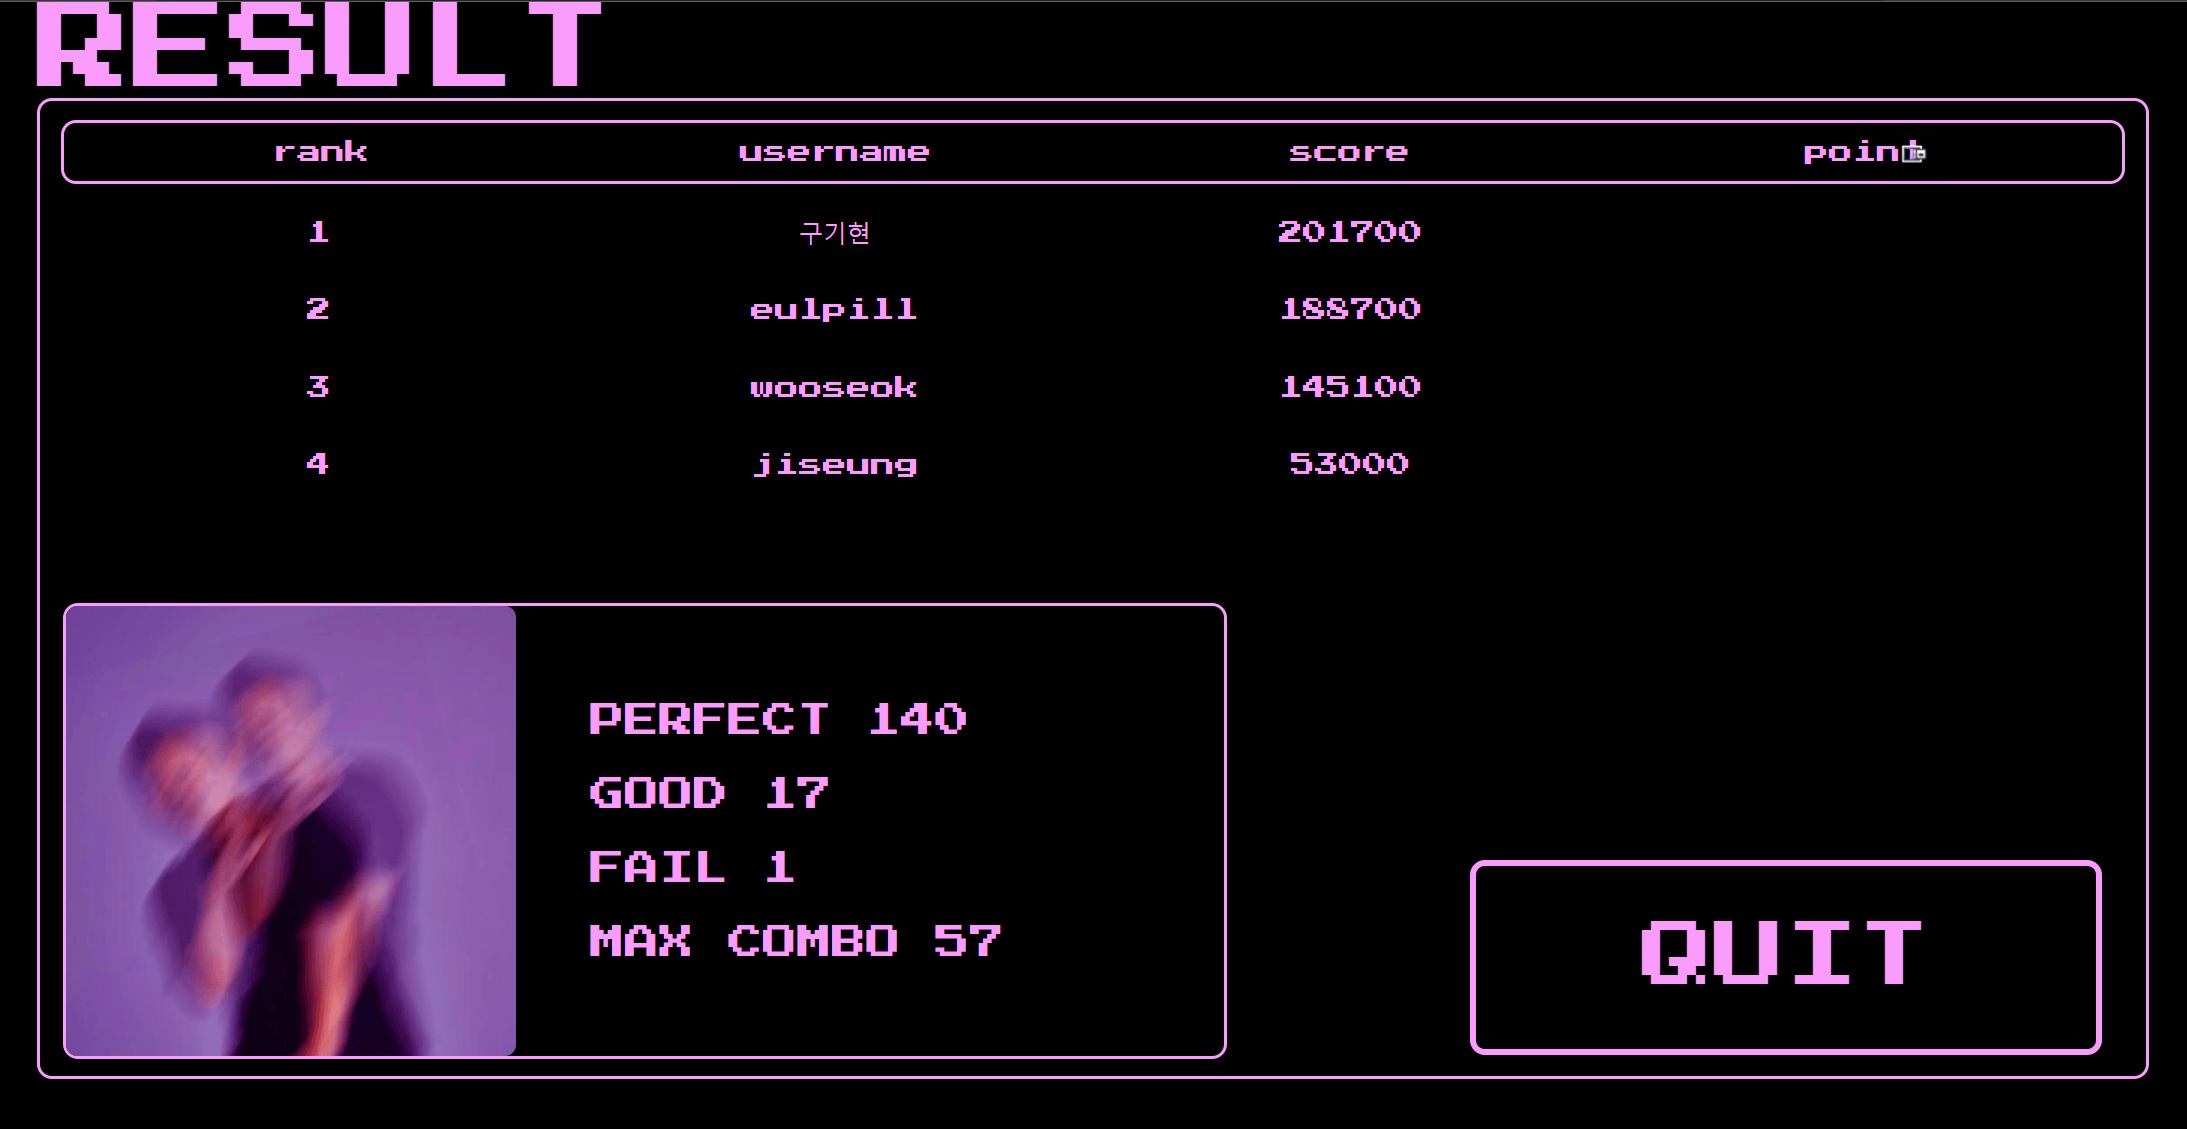 RESULT
rank username score point
1 구기현 201700
2 eulpill 188700
3 wooseok 145100
4 jiseung 53000
PERFECT 140
GOOD 17
FAIL 1
MAX COMBO 57
QUIT